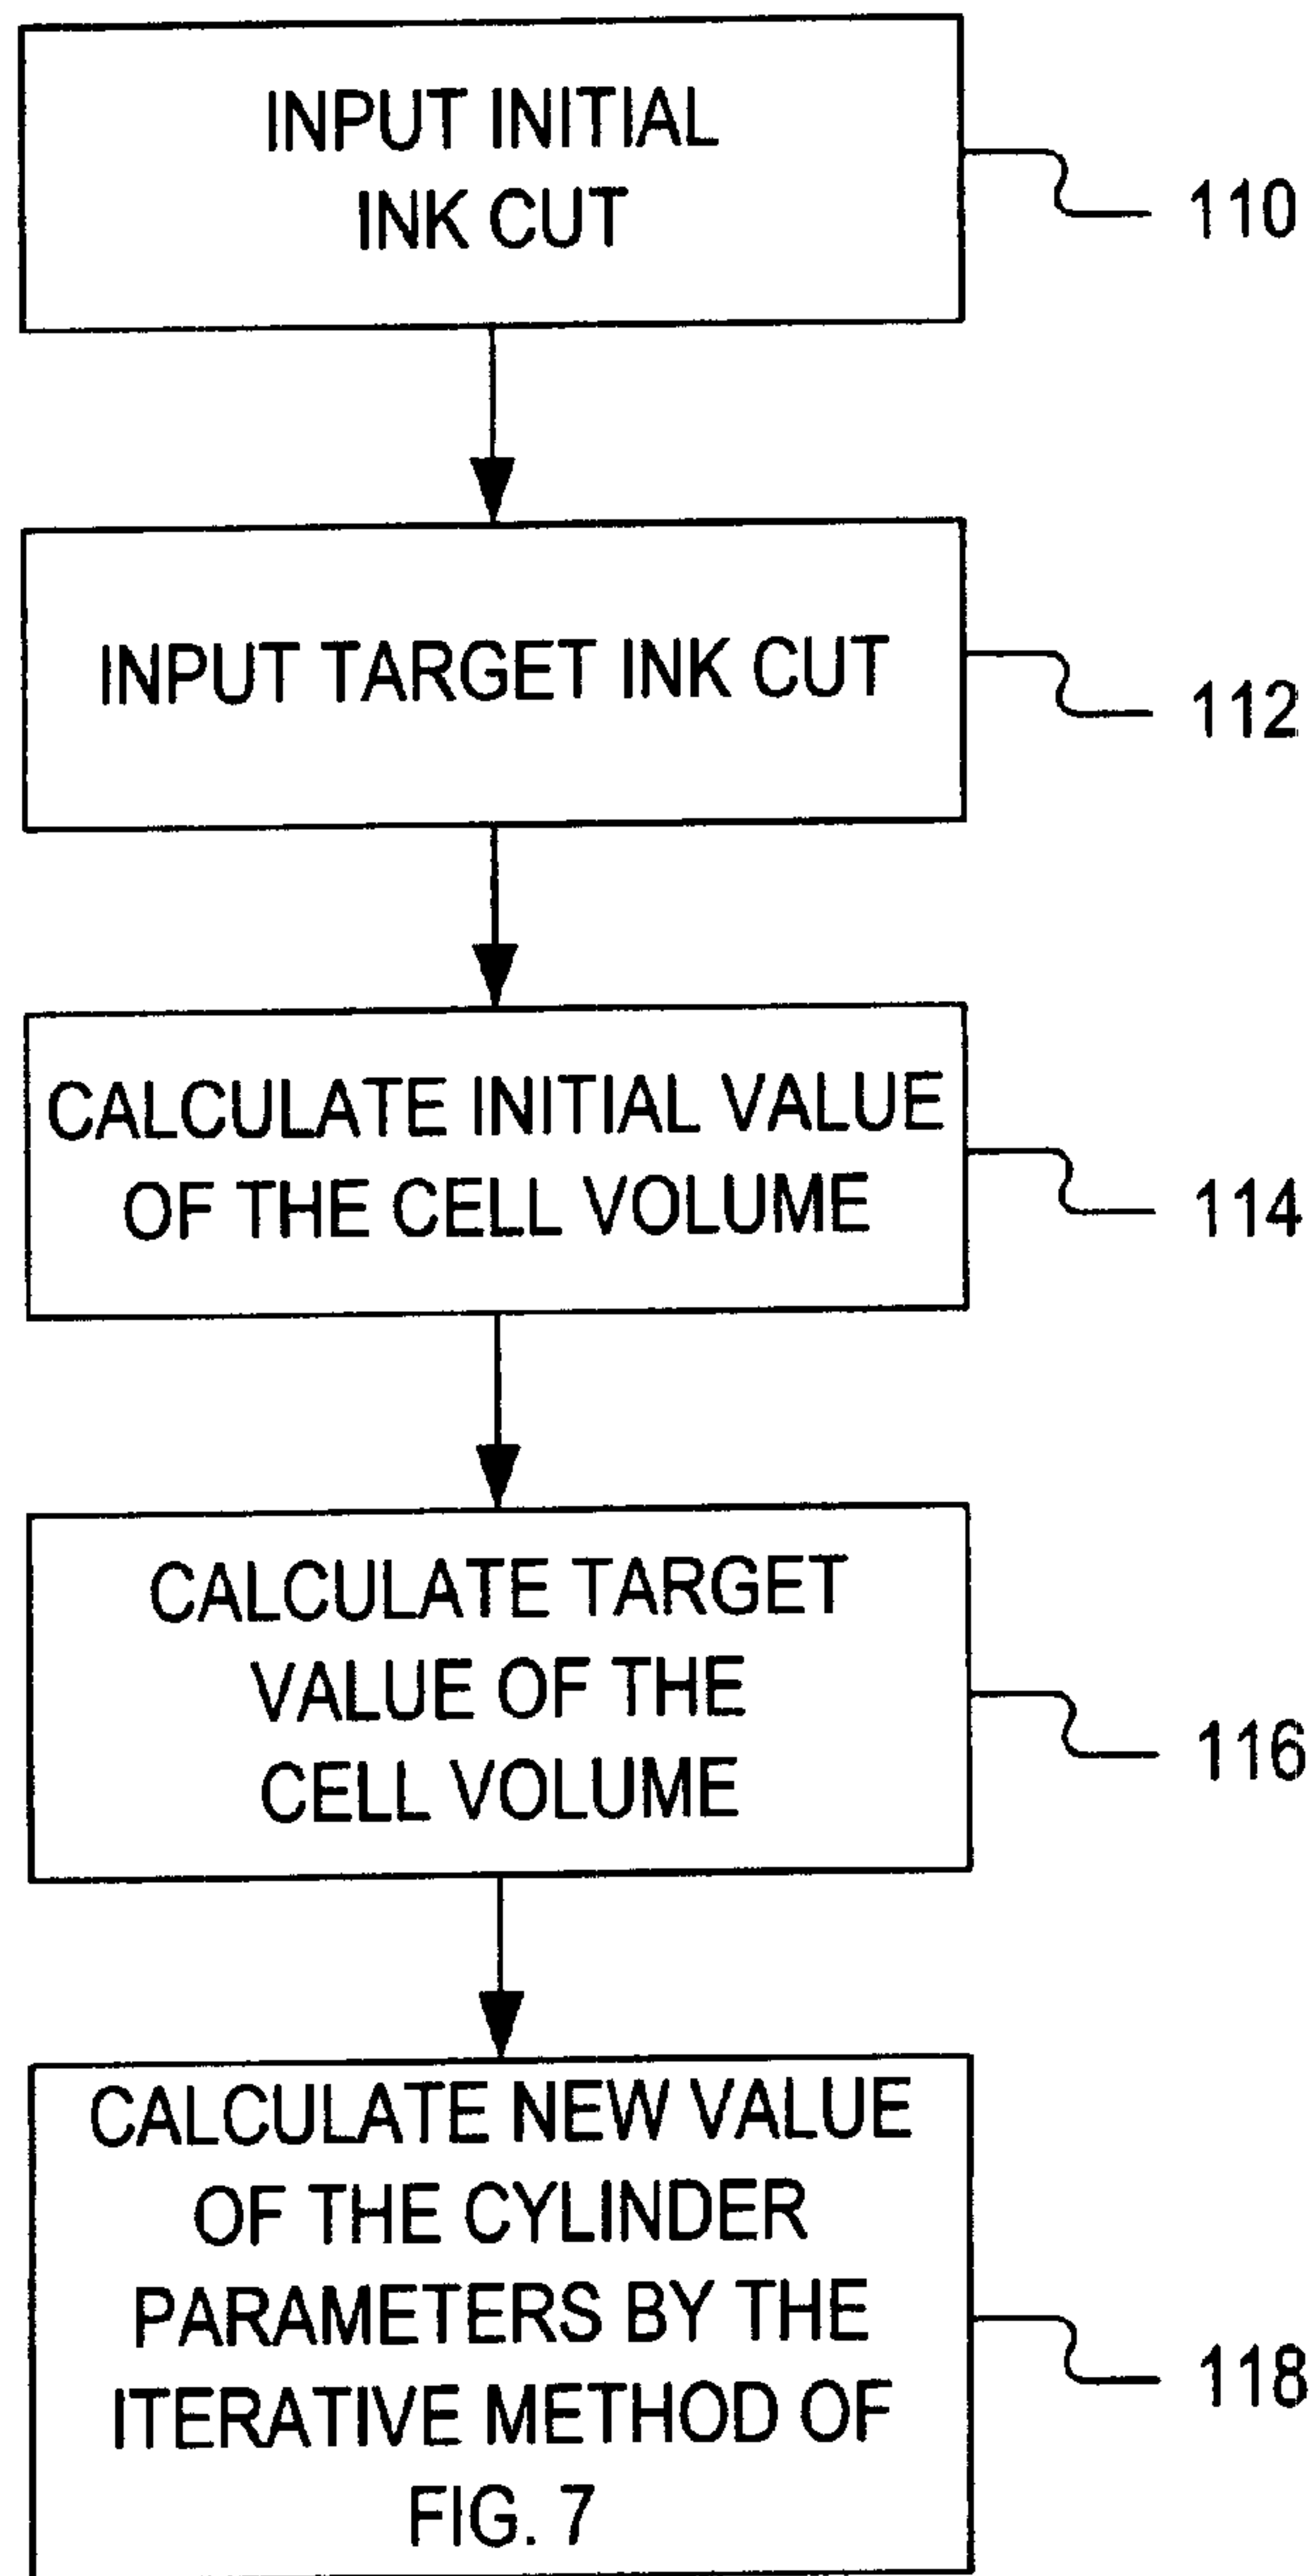 INPUT INITIAL
INK CUT
110
INPUT TARGET INK CUT
112
CALCULATE INITIAL VALUE
OF THE CELL VOLUME
114
CALCULATE TARGET
VALUE OF THE
CELL VOLUME
116
CALCULATE NEW VALUE
OF THE CYLINDER
PARAMETERS BY THE
ITERATIVE METHOD OF
FIG. 7
118